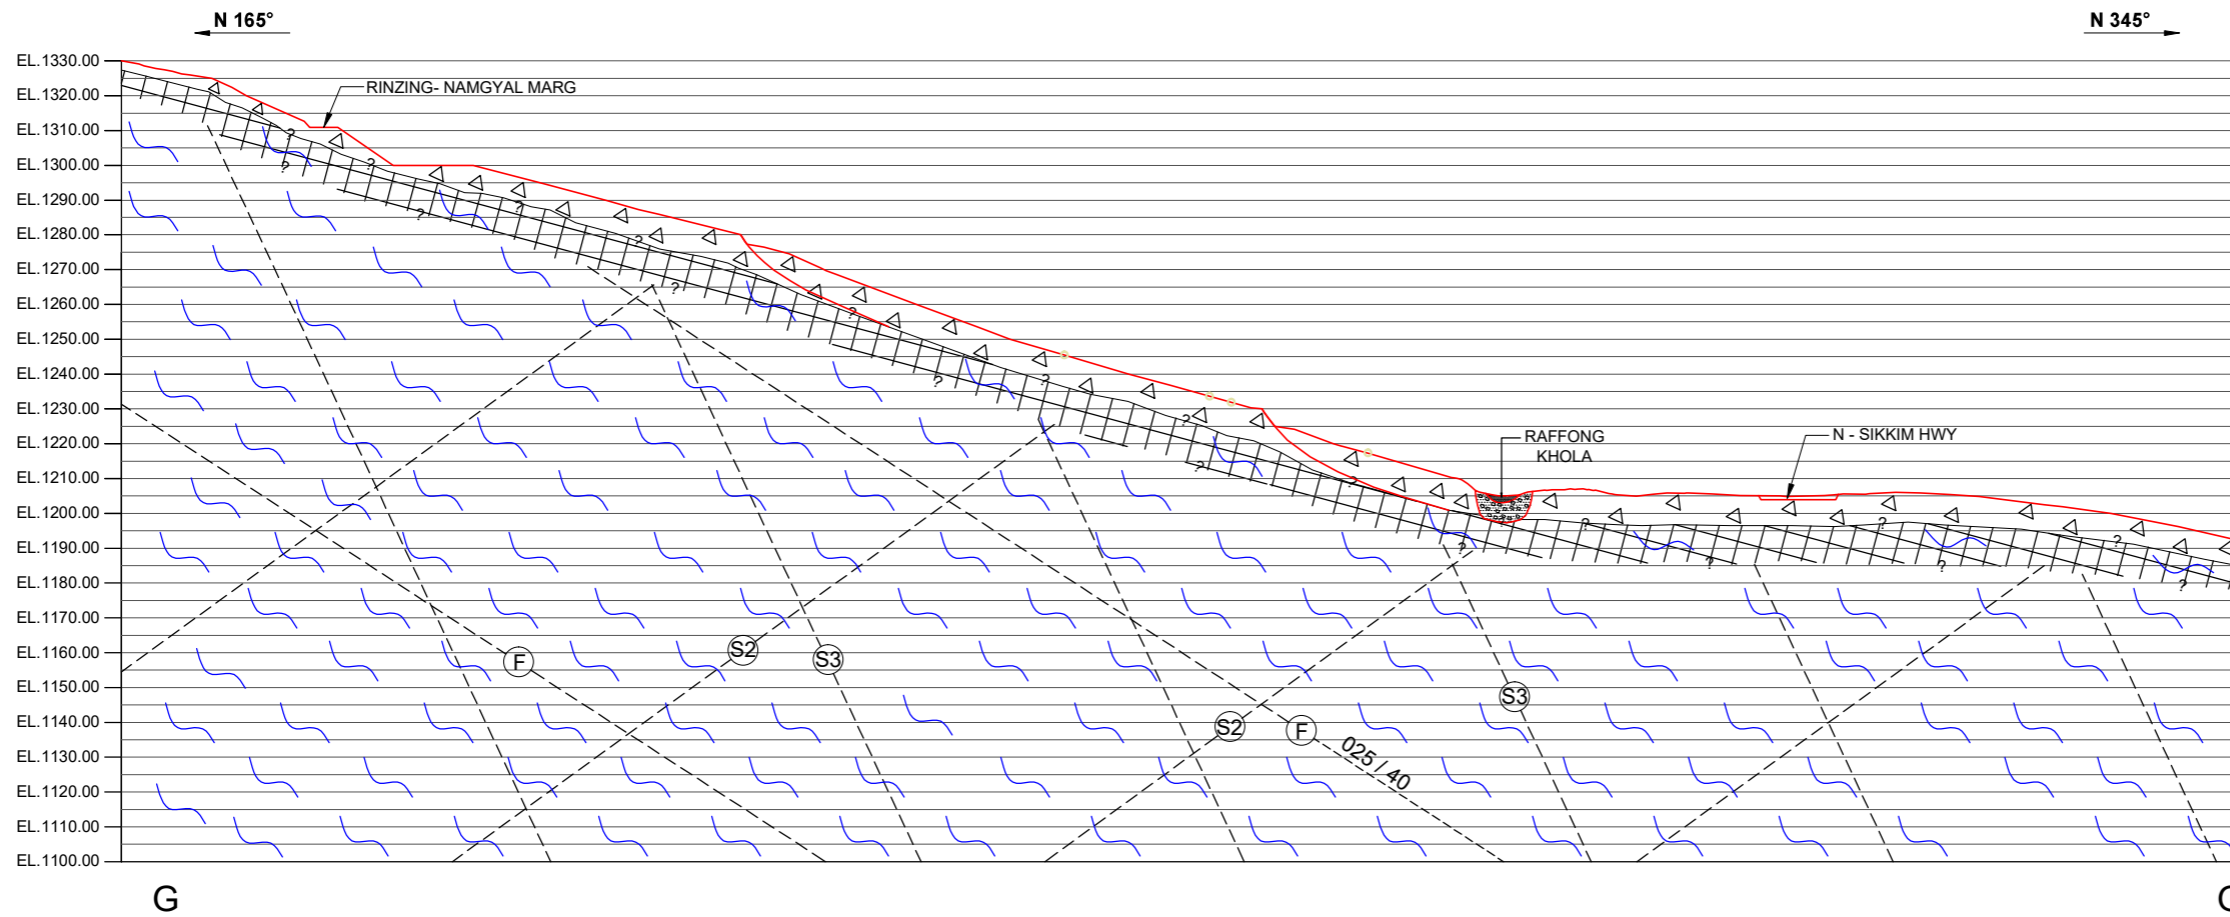 N 165°
N 345°
EL.1330.00
EL.1320.00
RINZING- NAMGYAL MARG
EL.1310.00
?
EL.1300.00
?
?
EL.1290.00
?
?
EL.1280.00
?
EL.1270.00
?
EL.1260.00
?
EL.1250.00
EL.1240.00
?
?
EL.1230.00
?
EL.1220.00
RAFFONG
KHOLA
N - SIKKIM HWY
EL.1210.00
?
?
EL.1200.00
?
?
EL.1190.00
?
?
?
?
EL.1180.00
?
EL.1170.00
EL.1160.00
F
S2
S3
EL.1150.00
S3
EL.1140.00
S2
F
025 / 40
EL.1130.00
EL.1120.00
EL.1110.00
EL.1100.00
G